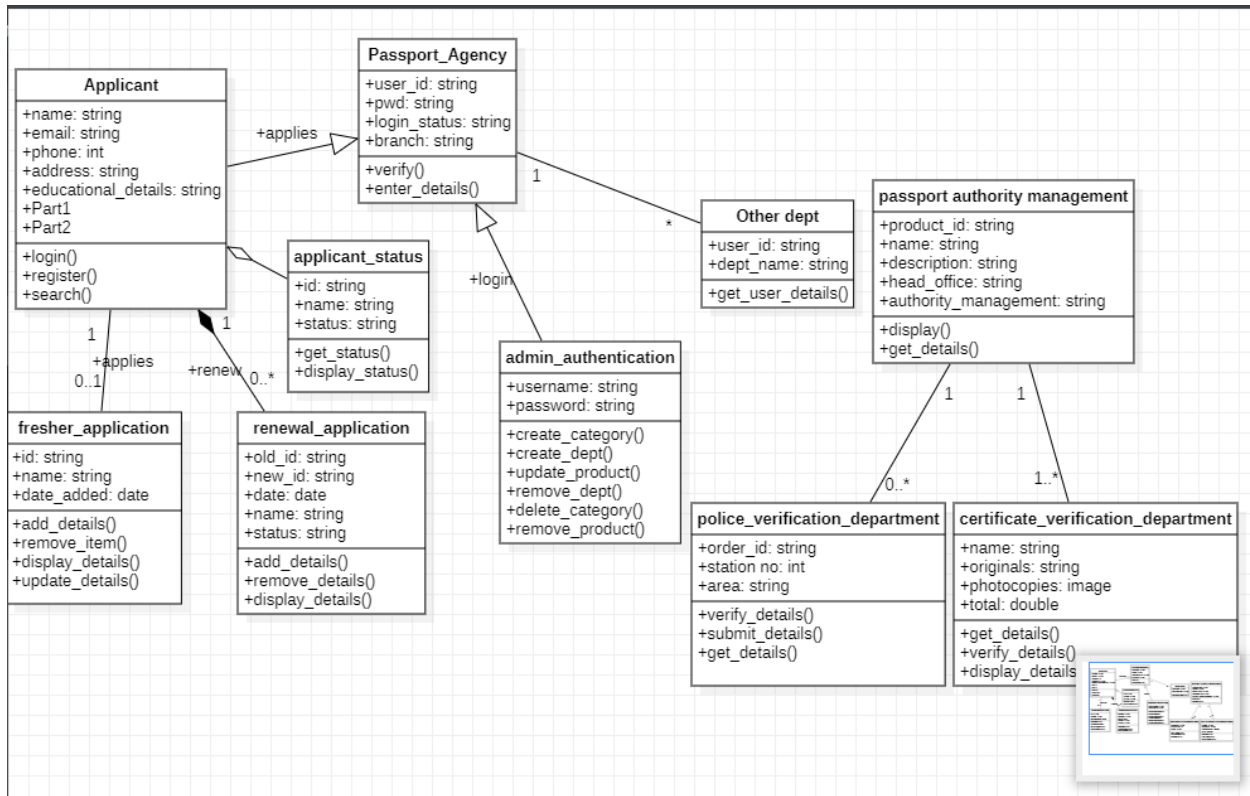 Passport_Agency
+user_id: string
+pwd: string
+login_status: string
+branch: string
+verify()
+enter_details()
Applicant
+name: string
+email: string
+phone: int
+address: string
+educational_details: string
+Part1
+Part2
+login()
+register()
+search()
+applies
1
*
Other dept
+user_id: string
+dept_name: string
+get_user_details()
passport authority management
+product_id: string
+name: string
+description: string
+head_office: string
+authority_management: string
+display()
+get_details()
applicant_status
+id: string
+name: string
+status: string
+get_status()
+display_status()
+login
1
+applies
0..1
1
+renew
0..*
admin_authentication
+username: string
+password: string
+create_category()
+create_dept()
+update_product()
+remove_dept()
+delete_category()
+remove_product()
1
1
0..*
1..*
fresher_application
+id: string
+name: string
+date_added: date
+add_details()
+remove_item()
+display_details()
+update_details()
renewal_application
+old_id: string
+new_id: string
+date: date
+name: string
+status: string
+add_details()
+remove_details()
+display_details()
police_verification_department
+order_id: string
+station no: int
+area: string
+verify_details()
+submit_details()
+get_details()
certificate_verification_department
+name: string
+originals: string
+photocopies: image
+total: double
+get_details()
+verify_details()
+display_details